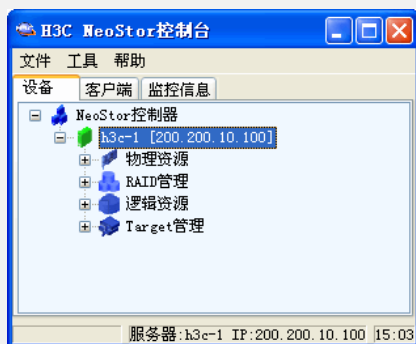 H3C NeoStor控制台
文件 工具 帮助
设备 客户端 监控信息
NeoStor控制器
h3c-1 [200.200.10.100]
物理资源
RAID管理
逻辑资源
Target管理
服务器:h3c-1 IP:200.200.10.100 15:03